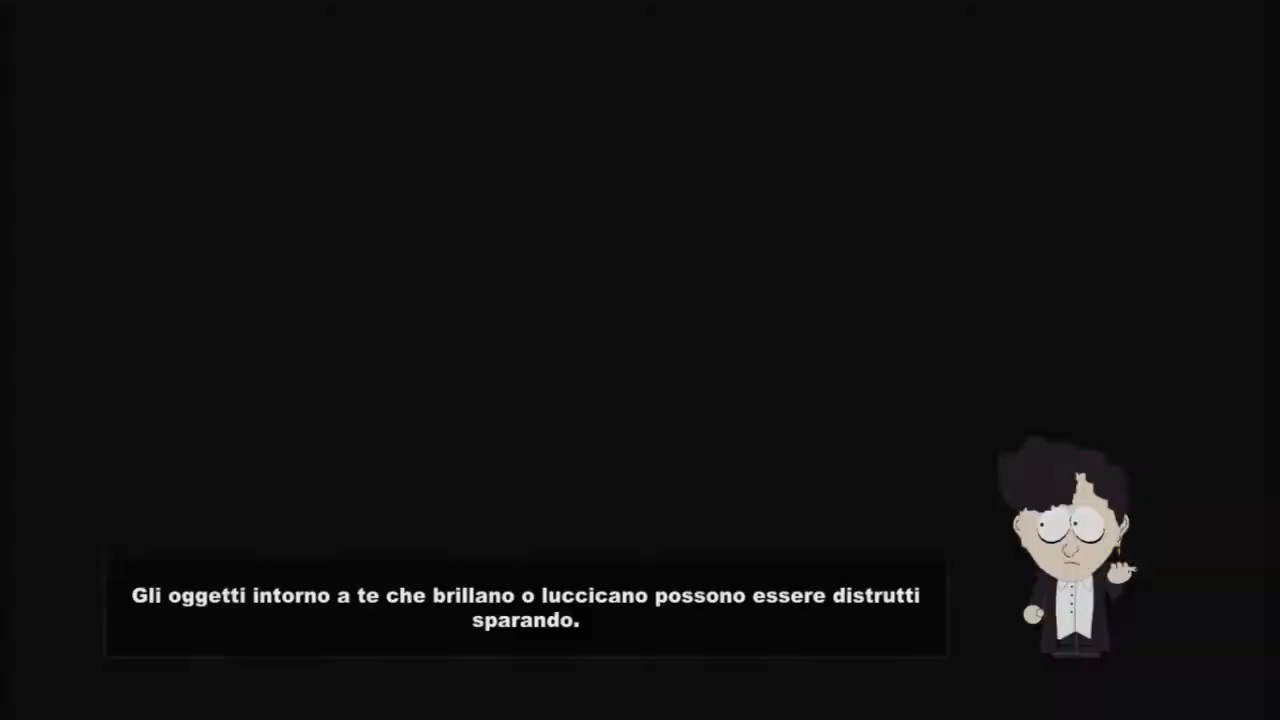 Gli oggetti intorno a te che brillano o luccicano possono essere distrutti
sparando.